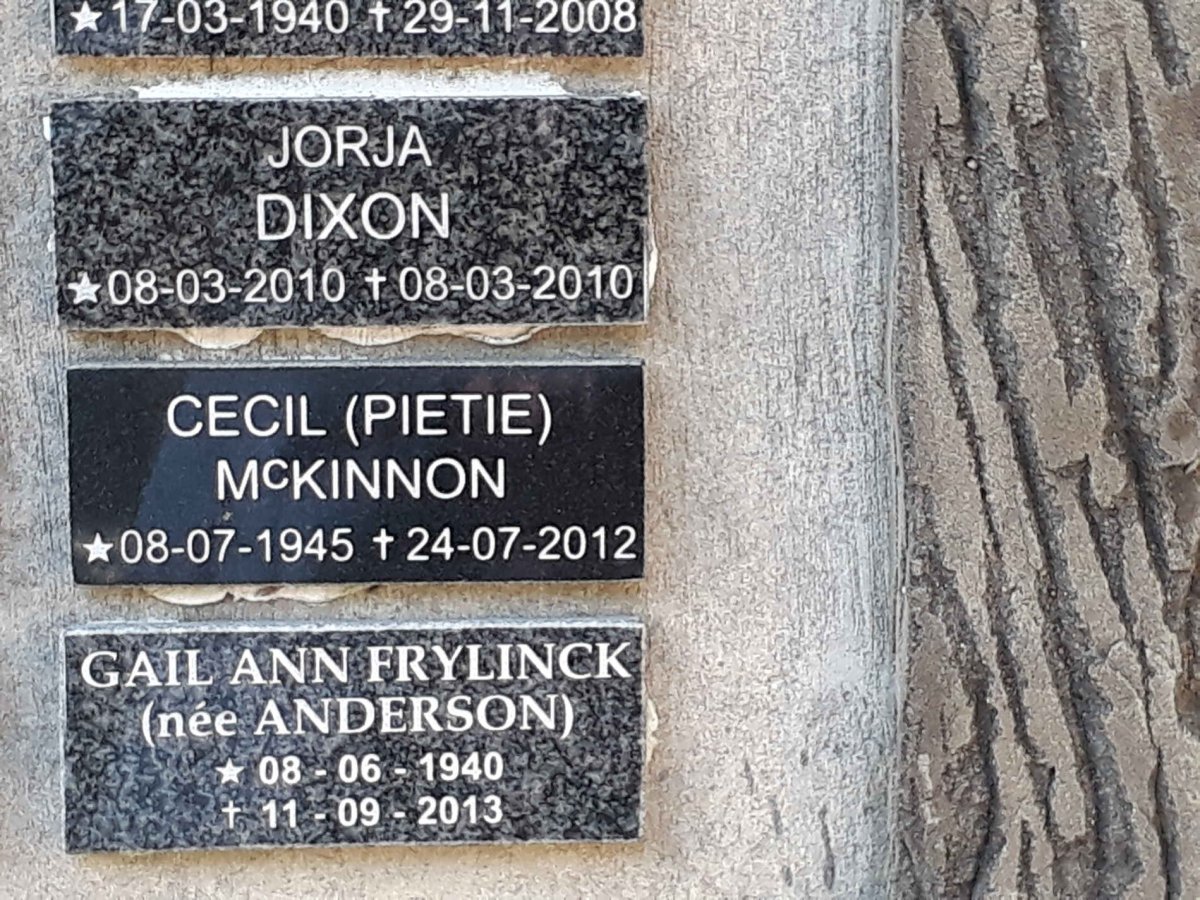 ★17-03-1940 ✝29-11-2008
JORJA
DIXON
★08-03-2010 ✝08-03-2010
CECIL (PIETIE)
McKINNON
★08-07-1945 ✝24-07-2012
GAIL ANN FRYLINCK
(née ANDERSON)
★ 08 - 06 - 1940
✝ 11 - 09 - 2013